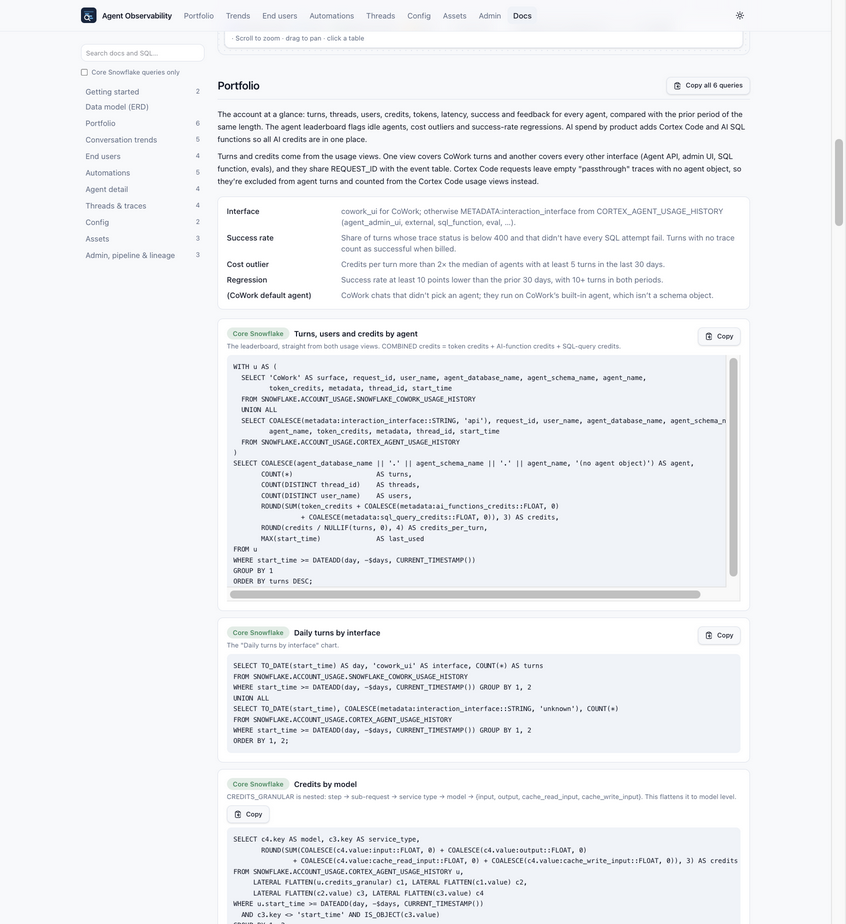 Agent Observability
Portfolio
Trends
End users
Automations
Threads
Config
Assets
Admin
Docs
Search docs and SQL...
Core Snowflake queries only
Getting started 2
Data model (ERD)
Portfolio 6
Conversation trends 5
End users 4
Automations 5
Agent detail 4
Threads & traces 4
Config 2
Assets 3
Admin, pipeline & lineage 3
· Scroll to zoom · drag to pan · click a table
Portfolio
Copy all 6 queries
The account at a glance: turns, threads, users, credits, tokens, latency, success and feedback for every agent, compared with the prior period of the
same length. The agent leaderboard flags idle agents, cost outliers and success-rate regressions. AI spend by product adds Cortex Code and AI SQL
functions so all AI credits are in one place.
Turns and credits come from the usage views. One view covers CoWork turns and another covers every other interface (Agent API, admin UI, SQL
function, evals), and they share REQUEST_ID with the event table. Cortex Code requests leave empty "passthrough" traces with no agent, so
they're excluded from agent turns and counted from the Cortex Code usage views instead.
Interface
cowork_ui for CoWork; otherwise METADATA:interaction_interface from CORTEX_AGENT_USAGE_HISTORY
(agent_admin_ui, external, sql_function, eval, ...).
Success rate
Share of turns whose trace status is below 400 and that didn't have every SQL attempt fail. Turns with no trace
count as successful when billed.
Cost outlier
Credits per turn more than 2× the median of agents with at least 5 turns in the last 30 days.
Regression
Success rate at least 10 points lower than the prior 30 days, with 10+ turns in both periods.
(CoWork default agent)
CoWork chats that didn't pick an agent; they run on CoWork's built-in agent, which isn't a schema object.
Core Snowflake
Turns, users and credits by agent
Copy
The leaderboard, straight from both usage views. COMBINED credits = token credits + AI-function credits + SQL-query credits.
WITH u AS (
  SELECT 'CoWork' AS surface, request_id, user_name, agent_database_name, agent_schema_name, agent_name,
         token_credits, metadata, thread_id, start_time
  FROM SNOWFLAKE.ACCOUNT_USAGE.SNOWFLAKE_COWORK_USAGE_HISTORY
  UNION ALL
  SELECT COALESCE(metadata:interaction_interface::STRING, 'api'), request_id, user_name, agent_database_name, agent_schema_n
         agent_name, token_credits, metadata, thread_id, start_time
  FROM SNOWFLAKE.ACCOUNT_USAGE.CORTEX_AGENT_USAGE_HISTORY
)
SELECT COALESCE(agent_database_name || '.' || agent_schema_name || '.' || agent_name, '(no agent object)') AS agent,
       COUNT(*)                    AS turns,
       COUNT(DISTINCT thread_id)   AS threads,
       COUNT(DISTINCT user_name)   AS users,
       ROUND(SUM(token_credits + COALESCE(metadata:ai_functions_credits::FLOAT, 0)
                 + COALESCE(metadata:sql_query_credits::FLOAT, 0)), 3) AS credits,
       ROUND(credits / NULLIF(turns, 0), 4) AS credits_per_turn,
       MAX(start_time)             AS last_used
FROM u
WHERE start_time >= DATEADD(day, -$days, CURRENT_TIMESTAMP())
GROUP BY 1
ORDER BY turns DESC;
Core Snowflake
Daily turns by interface
Copy
The "Daily turns by interface" chart.
SELECT TO_DATE(start_time) AS day, 'cowork_ui' AS interface, COUNT(*) AS turns
FROM SNOWFLAKE.ACCOUNT_USAGE.SNOWFLAKE_COWORK_USAGE_HISTORY
WHERE start_time >= DATEADD(day, -$days, CURRENT_TIMESTAMP()) GROUP BY 1, 2
UNION ALL
SELECT TO_DATE(start_time), COALESCE(metadata:interaction_interface::STRING, 'unknown'), COUNT(*)
FROM SNOWFLAKE.ACCOUNT_USAGE.CORTEX_AGENT_USAGE_HISTORY
WHERE start_time >= DATEADD(day, -$days, CURRENT_TIMESTAMP()) GROUP BY 1, 2
ORDER BY 1, 2;
Core Snowflake
Credits by model
CREDITS_GRANULAR is nested: step → sub-request → service type → model → {input, output, cache_read_input, cache_write_input}. This flattens it to model level.
Copy
SELECT c4.key AS model, c3.key AS service_type,
       ROUND(SUM(COALESCE(c4.value:input::FLOAT, 0) + COALESCE(c4.value:output::FLOAT, 0)
               + COALESCE(c4.value:cache_read_input::FLOAT, 0) + COALESCE(c4.value:cache_write_input::FLOAT, 0)), 3) AS credits
FROM SNOWFLAKE.ACCOUNT_USAGE.CORTEX_AGENT_USAGE_HISTORY u,
     LATERAL FLATTEN(u.credits_granular) c1, LATERAL FLATTEN(c1.value) c2,
     LATERAL FLATTEN(c2.value) c3, LATERAL FLATTEN(c3.value) c4
WHERE u.start_time >= DATEADD(day, -$days, CURRENT_TIMESTAMP())
  AND c3.key <> 'start_time' AND IS_OBJECT(c3.value)